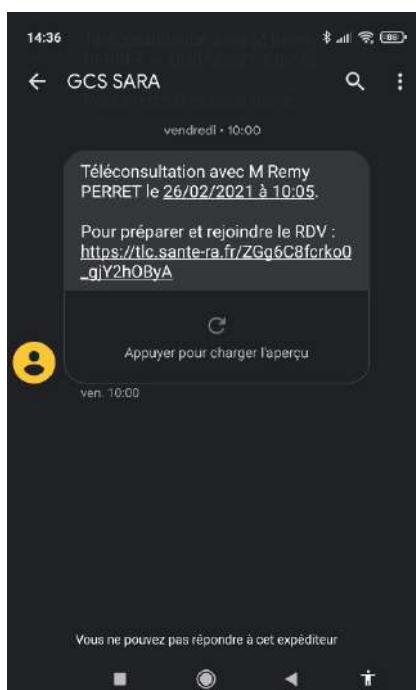 14:36
88
GCS SARA
vendredi • 10:00
Téléconsultation avec M Remy
PERRET le 26/02/2021 à 10:05.
Pour préparer et rejoindre le RDV :
https://tlc.sante-ra.fr/ZGg6C8fcrko0
_gjY2hOByA
Appuyer pour charger l'aperçu
ven. 10:00
Vous ne pouvez pas répondre à cet expéditeur